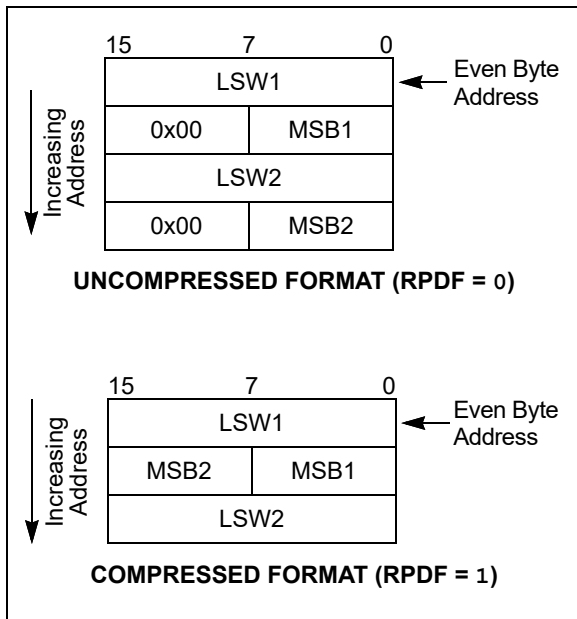 15 7 0
LSW1
Even Byte
Address
0x00 MSB1
LSW2
0x00 MSB2
Increasing
Address
UNCOMPRESSED FORMAT (RPDF = 0)
15 7 0
LSW1
Even Byte
Address
MSB2 MSB1
LSW2
Increasing
Address
COMPRESSED FORMAT (RPDF = 1)